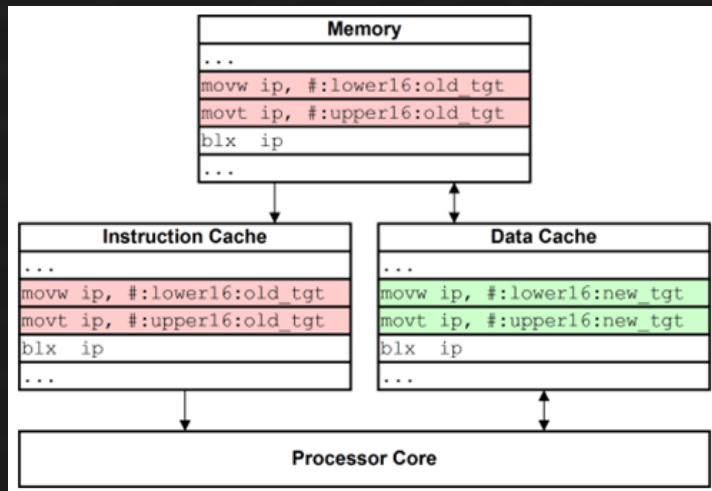 Memory
...
movw ip, #:lower16:old_tgt
movt ip, #:upper16:old_tgt
blx ip
...
Instruction Cache
...
movw ip, #:lower16:old_tgt
movt ip, #:upper16:old_tgt
blx ip
...
Data Cache
...
movw ip, #:lower16:new_tgt
movt ip, #:upper16:new_tgt
blx ip
...
Processor Core